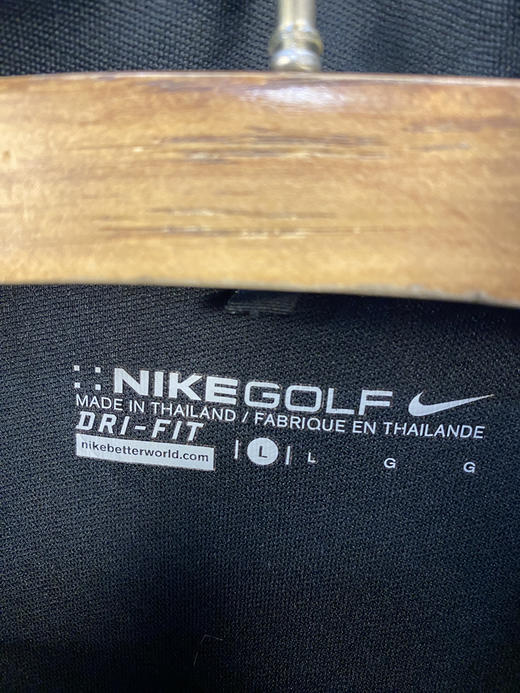 NIKEGOLF
MADE IN THAILAND / FABRIQUE EN THAILANDE
DRI-FIT
nikebetterworld.com | L | L G G